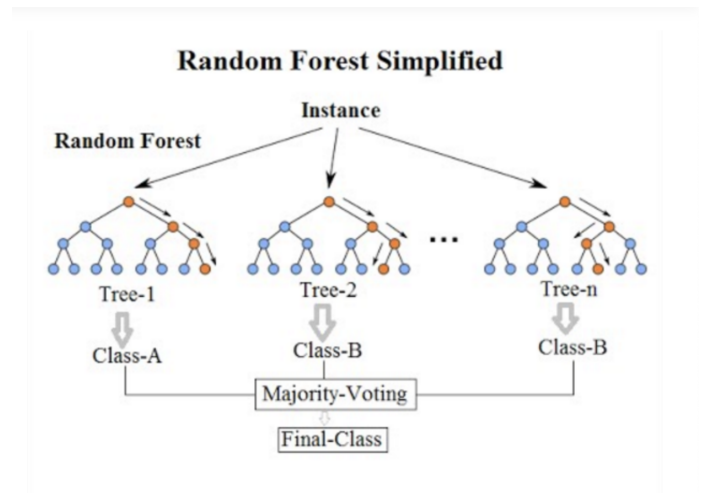 Random Forest Simplified
Instance
Random Forest
...
Tree-1
Tree-2
Tree-n
Class-A
Class-B
Class-B
Majority-Voting
Final-Class